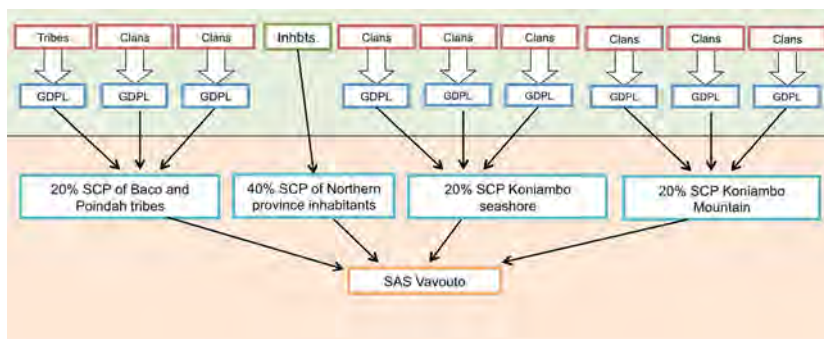 Tribes
Clans
Clans
Inhbts
Clans
Clans
Clans
Clans
Clans
Clans
GDPL
GDPL
GDPL
GDPL
GDPL
GDPL
GDPL
GDPL
GDPL
20% SCP of Baco and
Poindah tribes
40% SCP of Northern
province inhabitants
20% SCP Koniambo
seashore
20% SCP Koniambo
Mountain
SAS Vavouto